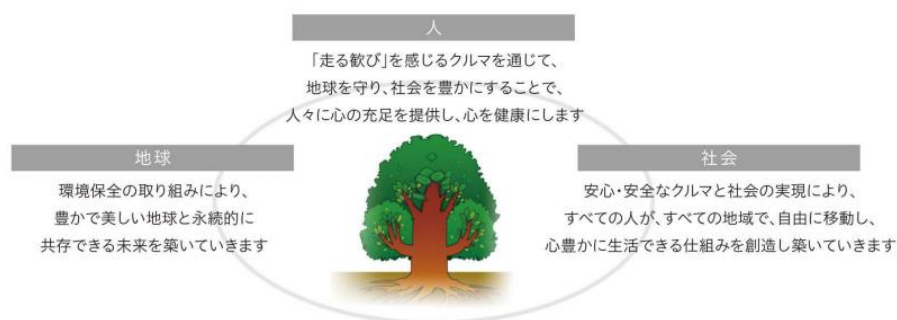 人
「走る歓び」を感じるクルマを通じて、
地球を守り、社会を豊かにすることで、
人々に心の充足を提供し、心を健康にします
地球
環境保全の取り組みにより、
豊かで美しい地球と永続的に
共存できる未来を築いていきます
社会
安心・安全なクルマと社会の実現により、
すべての人が、すべての地域で、自由に移動し、
心豊かに生活できる仕組みを創造し築いていきます